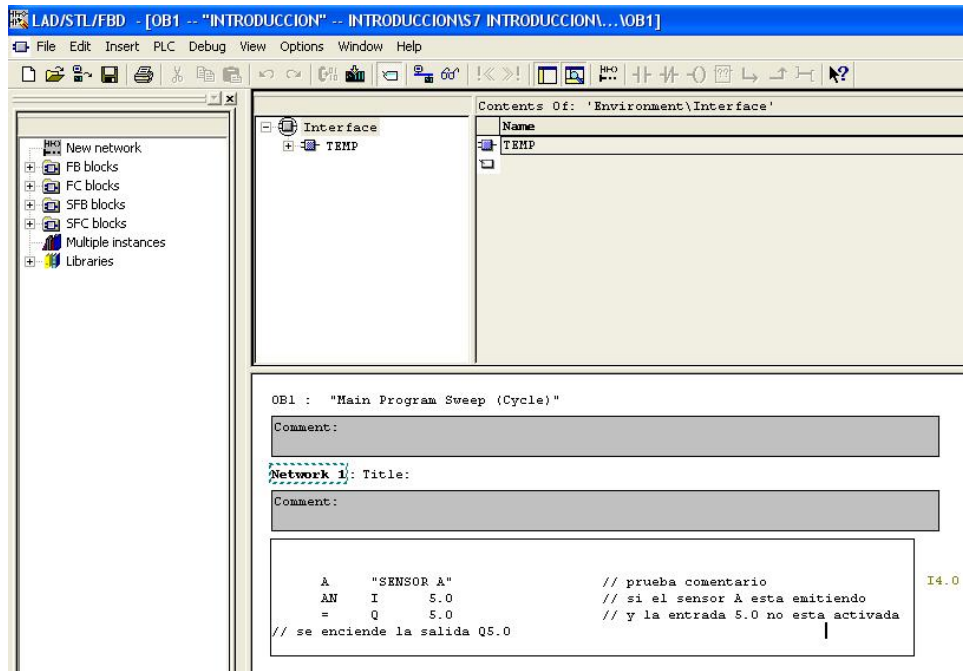 LAD/STL/FBD - [OB1 -- "INTRODUCCION" -- INTRODUCCION\S7 INTRODUCCION\...\OB1]
File Edit Insert PLC Debug View Options Window Help
New network
FB blocks
FC blocks
SFB blocks
SFC blocks
Multiple instances
Libraries
Interface
TEMP
Contents Of: 'Environment\Interface'
Name
TEMP
OB1 : "Main Program Sweep (Cycle)"
Comment:
Network 1: Title:
Comment:
A "SENSOR A" // prueba comentario I4.0
AN I 5.0 // si el sensor A esta emitiendo
= Q 5.0 // y la entrada 5.0 no esta activada
// se enciende la salida Q5.0